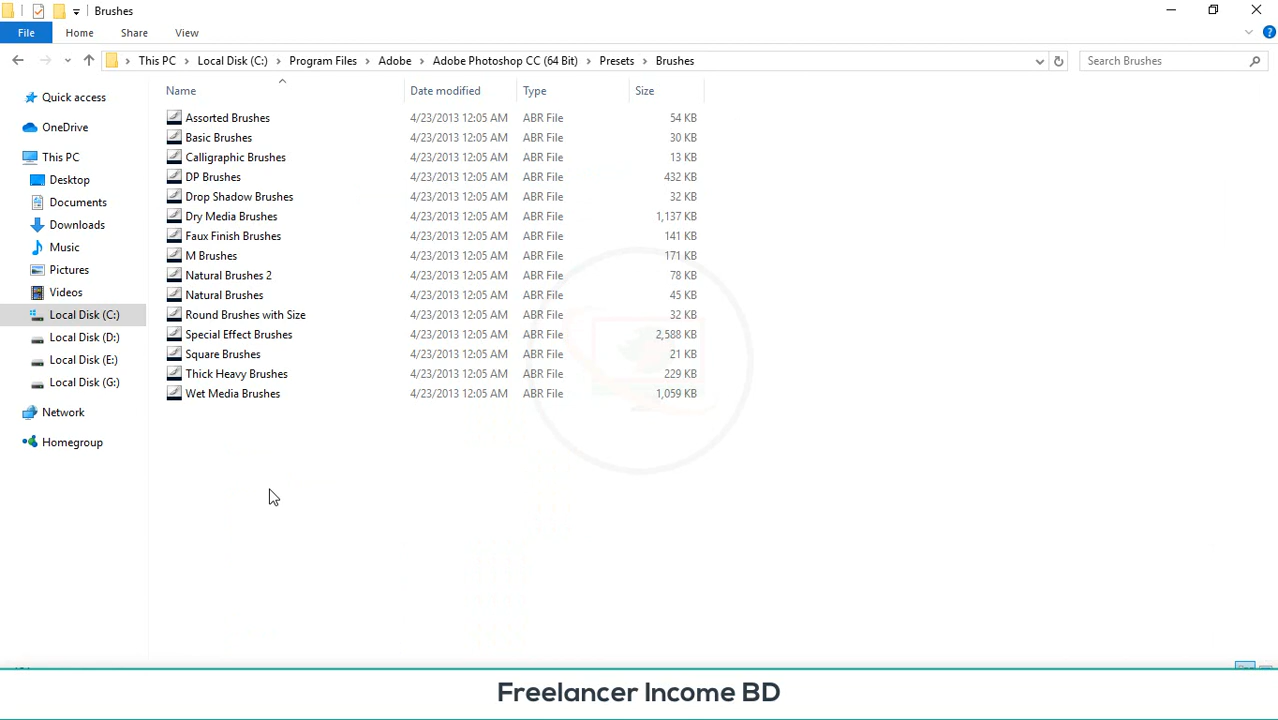 Brushes
File Home Share View
This PC Local Disk (C:) Program Files Adobe Adobe Photoshop CC (64 Bit) Presets Brushes Search Brushes
Name Date modified Type Size
Quick access
OneDrive
This PC
Desktop
Documents
Downloads
Music
Pictures
Videos
Local Disk (C:)
Local Disk (D:)
Local Disk (E:)
Local Disk (G:)
Network
Homegroup
Assorted Brushes 4/23/2013 12:05 AM ABR File 54 KB
Basic Brushes 4/23/2013 12:05 AM ABR File 30 KB
Calligraphic Brushes 4/23/2013 12:05 AM ABR File 13 KB
DP Brushes 4/23/2013 12:05 AM ABR File 432 KB
Drop Shadow Brushes 4/23/2013 12:05 AM ABR File 32 KB
Dry Media Brushes 4/23/2013 12:05 AM ABR File 1,137 KB
Faux Finish Brushes 4/23/2013 12:05 AM ABR File 141 KB
M Brushes 4/23/2013 12:05 AM ABR File 171 KB
Natural Brushes 2 4/23/2013 12:05 AM ABR File 78 KB
Natural Brushes 4/23/2013 12:05 AM ABR File 45 KB
Round Brushes with Size 4/23/2013 12:05 AM ABR File 32 KB
Special Effect Brushes 4/23/2013 12:05 AM ABR File 2,588 KB
Square Brushes 4/23/2013 12:05 AM ABR File 21 KB
Thick Heavy Brushes 4/23/2013 12:05 AM ABR File 229 KB
Wet Media Brushes 4/23/2013 12:05 AM ABR File 1,059 KB
Freelancer Income BD